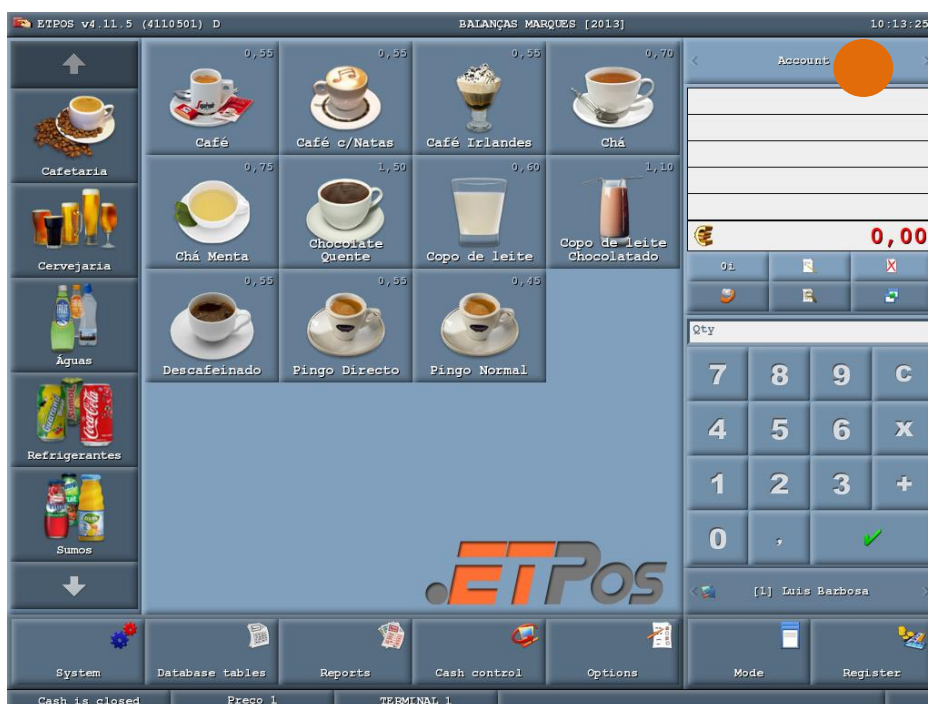 ETPOS v4.11.5 (4110501) D
BALANÇAS MARQUES [2013]
10:13:25
Cafetaria
Cervejaria
Águas
Refrigerantes
Sumos
0,55
Café
0,55
Café c/Natas
0,55
Café Irlandes
0,70
Chá
0,75
Chá Menta
1,50
Chocolate
Quente
0,60
Copo de leite
1,10
Copo de leite
Chocolatado
0,55
Descafeinado
0,55
Pingo Directo
0,45
Pingo Normal
.ETPos
Account
0,00
Qty
7 8 9 C
4 5 6 X
1 2 3 +
0 ,
[1] Luis Barbosa
System
Database tables
Reports
Cash control
Options
Mode
Register
Cash is closed
Preço 1
TERMINAL 1